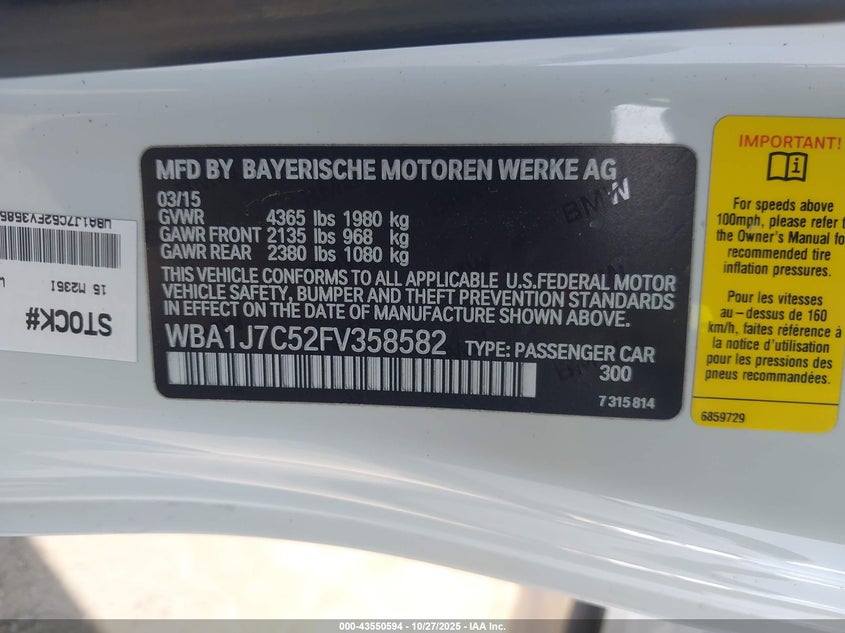 MFD BY BAYERISCHE MOTOREN WERKE AG
03/15
GVWR 4365 lbs 1980 kg
GAWR FRONT 2135 lbs 968 kg
GAWR REAR 2380 lbs 1080 kg
THIS VEHICLE CONFORMS TO ALL APPLICABLE U.S.FEDERAL MOTOR
VEHICLE SAFETY, BUMPER AND THEFT PREVENTION STANDARDS
IN EFFECT ON THE DATE OF MANUFACTURE SHOWN ABOVE
WBA1J7C52FV358582 TYPE: PASSENGER CAR
300
7 315 814
BMW
IMPORTANT!
For speeds above
100mph, please refer t
the Owner's Manual fo
recommended tire
inflation pressures.
Pour les vitesses
au-dessus de 160
km/h, faites référence à
la notice d'utilisation
pour les pressions des
pneus recommandées.
6859729
STOCK#
15 M235I
WBA1J7C52FV3585
000-43550594 - 10/27/2025 - IAA Inc.